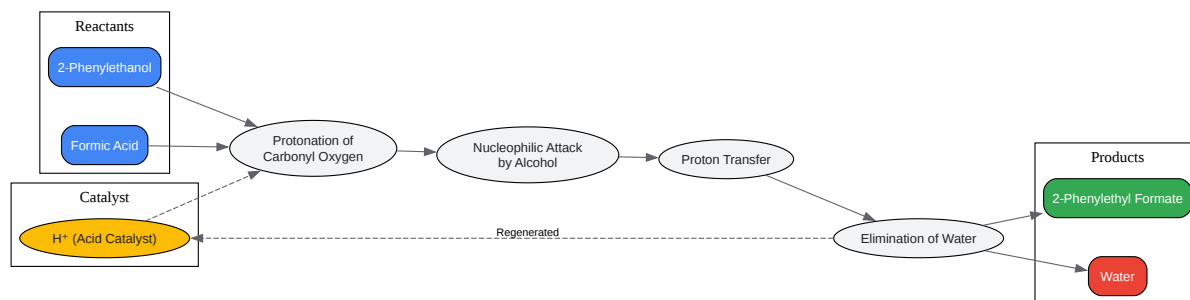 Reactants
2-Phenylethanol
Formic Acid
Catalyst
H⁺ (Acid Catalyst)
Protonation of
Carbonyl Oxygen
Nucleophilic Attack
by Alcohol
Proton Transfer
Elimination of Water
Regenerated
Products
2-Phenylethyl Formate
Water